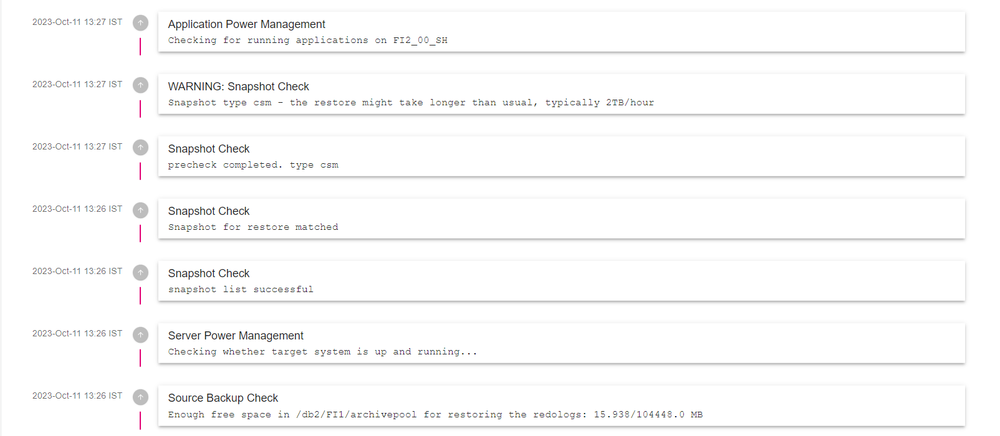 2023-Oct-11 13:27 IST
Application Power Management
Checking for running applications on FI2_00_SH
2023-Oct-11 13:27 IST
WARNING: Snapshot Check
Snapshot type csm - the restore might take longer than usual, typically 2TB/hour
2023-Oct-11 13:27 IST
Snapshot Check
precheck completed. type csm
2023-Oct-11 13:26 IST
Snapshot Check
Snapshot for restore matched
2023-Oct-11 13:26 IST
Snapshot Check
snapshot list successful
2023-Oct-11 13:26 IST
Server Power Management
Checking whether target system is up and running...
2023-Oct-11 13:26 IST
Source Backup Check
Enough free space in /db2/FI1/archivepool for restoring the redologs: 15.938/104448.0 MB